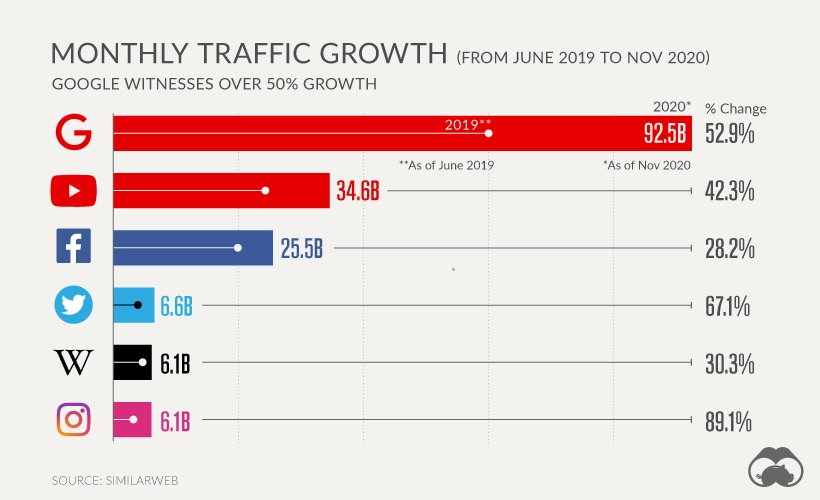 MONTHLY TRAFFIC GROWTH (FROM JUNE 2019 TO NOV 2020)
GOOGLE WITNESSES OVER 50% GROWTH
2020* % Change
G 2019** 92.5B 52.9%
**As of June 2019 *As of Nov 2020
34.6B 42.3%
f 25.5B 28.2%
6.6B 67.1%
W 6.1B 30.3%
6.1B 89.1%
SOURCE: SIMILARWEB